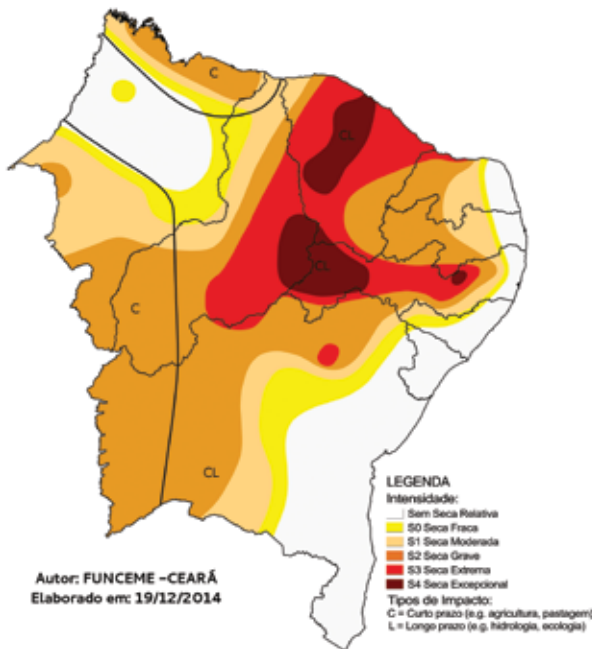 C
CL
CL
C
CL
LEGENDA
Intensidade:
Sem Seca Relativa
S0 Seca Fraca
S1 Seca Moderada
S2 Seca Grave
S3 Seca Extrema
S4 Seca Excepcional
Tipos de Impacto:
C = Curto prazo (e.g. agricultura, pastagem)
L = Longo prazo (e.g. hidrologia, ecologia)
Autor: FUNCEME -CEARÃ
Elaborado em: 19/12/2014